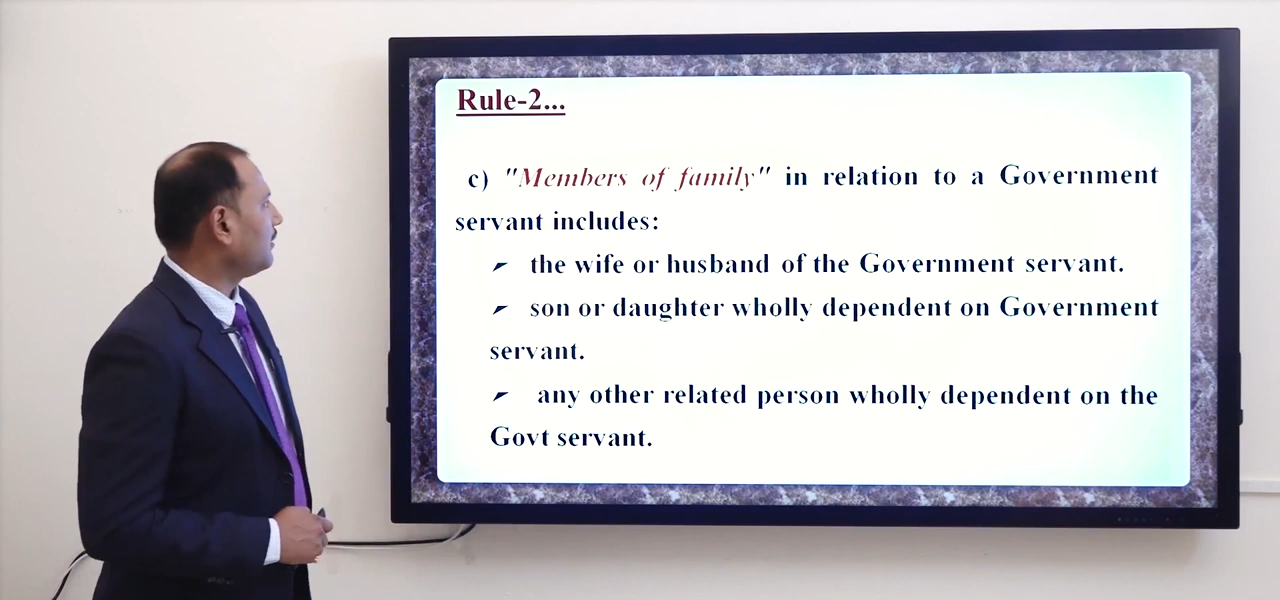 Rule-2...
c) "Members of family" in relation to a Government
servant includes:
the wife or husband of the Government servant.
son or daughter wholly dependent on Government
servant.
any other related person wholly dependent on the
Govt servant.